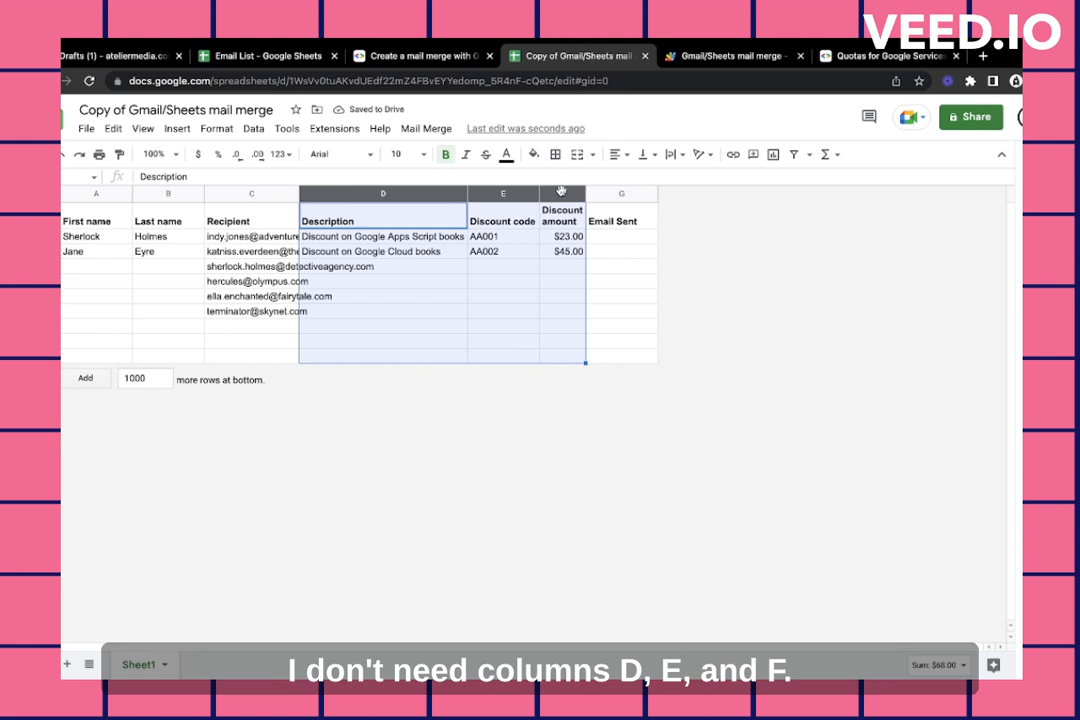 VEED.IO
Drafts (1) - ateliermedia.co
Email List - Google Sheets
Create a mail merge with G
Copy of Gmail/Sheets mail
Gmail/Sheets mail merge -
Quotas for Google Service
docs.google.com/spreadsheets/d/1WsVv0tuAKvdUEdf22mZ4FBvEYYedomp_5R4nF-cQetc/edit#gid=0
Copy of Gmail/Sheets mail merge
Saved to Drive
File Edit View Insert Format Data Tools Extensions Help Mail Merge Last edit was seconds ago
Share
100% $ % .0 .00 123 Arial 10 B I S A
fx Description
A B C D E G
First name Last name Recipient Description Discount code Discount amount Email Sent
Sherlock Holmes indy.jones@adventure Discount on Google Apps Script books AA001 $23.00
Jane Eyre katniss.everdeen@the Discount on Google Cloud books AA002 $45.00
sherlock.holmes@detectiveagency.com
hercules@olympus.com
ella.enchanted@fairytale.com
terminator@skynet.com
Add 1000 more rows at bottom.
Sheet1
Sum: $68.00
I don't need columns D, E, and F.